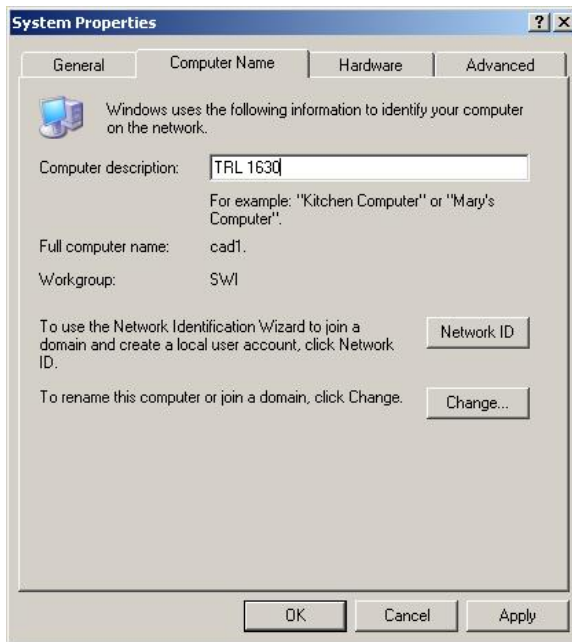 System Properties
General
Computer Name
Hardware
Advanced
Windows uses the following information to identify your computer
on the network.
Computer description:
TRL 1630
For example: "Kitchen Computer" or "Mary's
Computer".
Full computer name:
cad1.
Workgroup:
SWI
To use the Network Identification Wizard to join a
domain and create a local user account, click Network
ID.
Network ID
To rename this computer or join a domain, click Change.
Change...
OK
Cancel
Apply